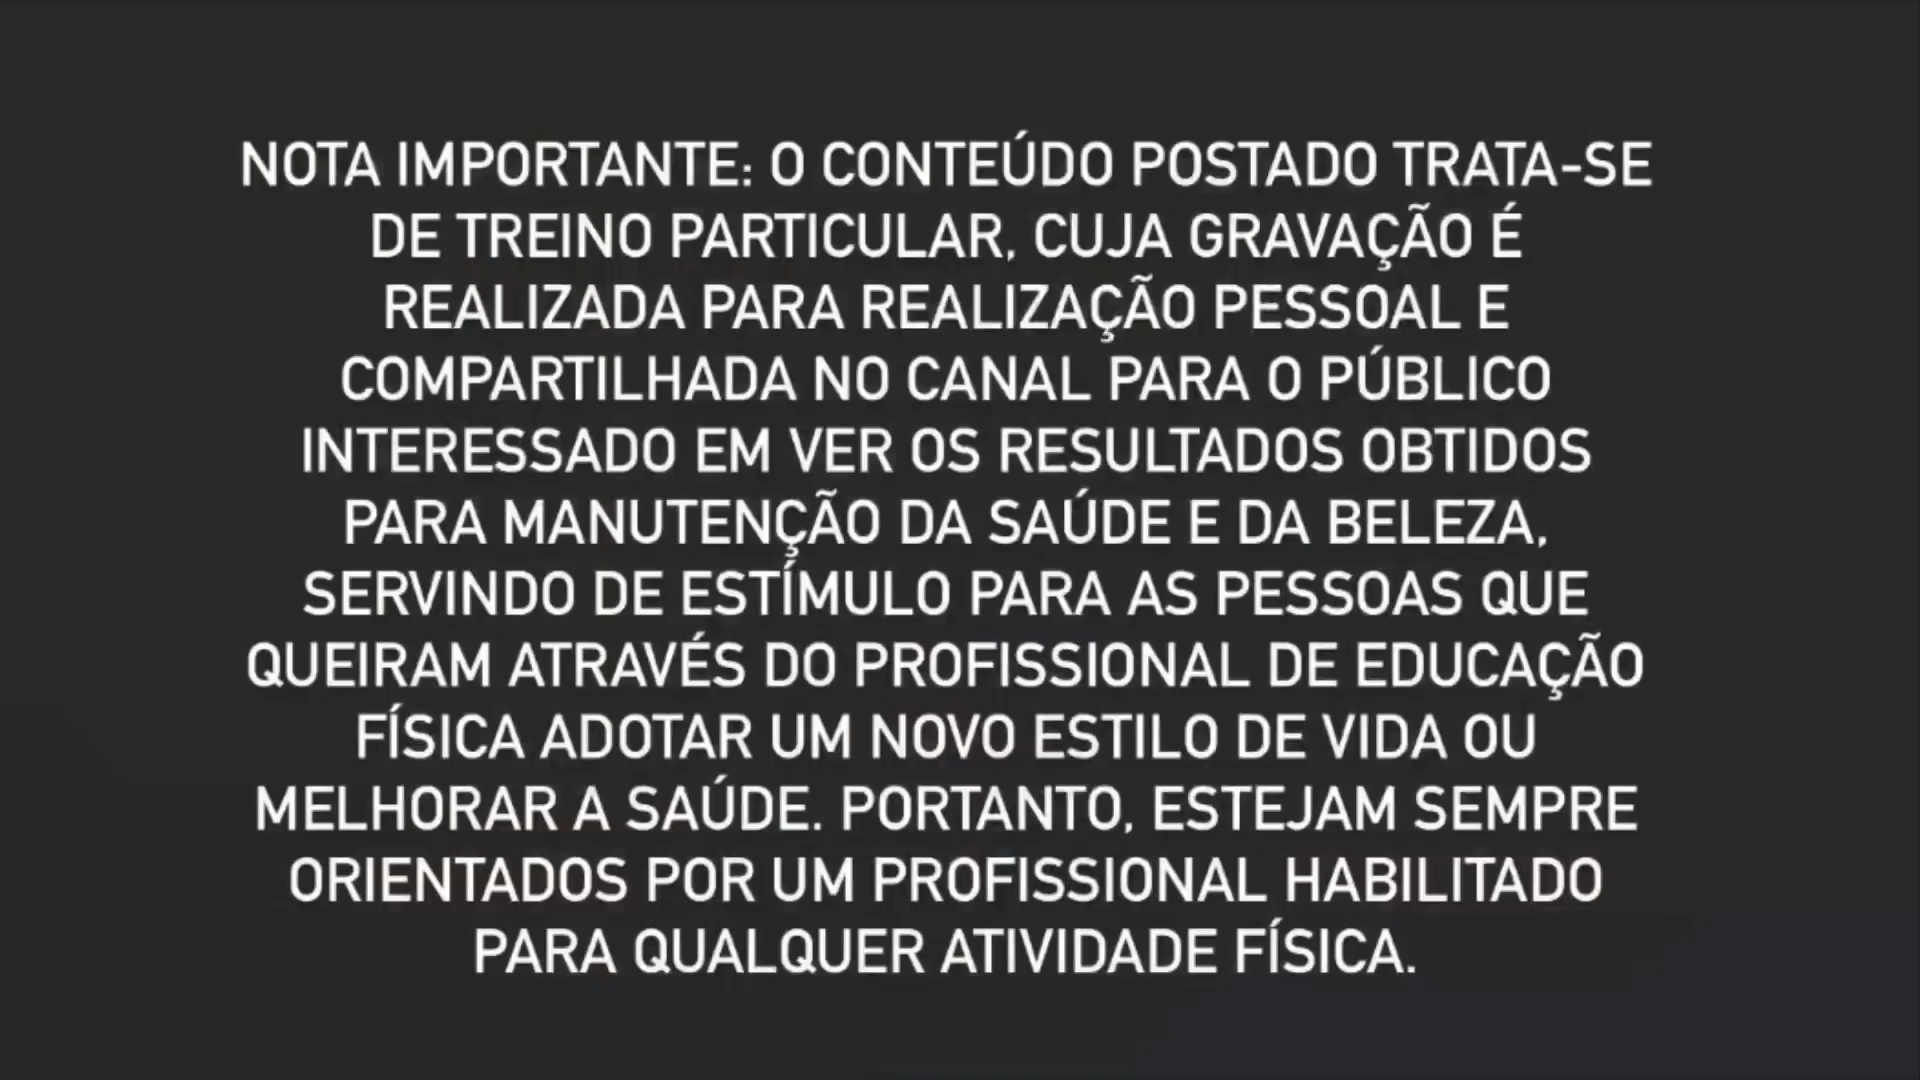 NOTA IMPORTANTE: O CONTEÚDO POSTADO TRATA-SE
DE TREINO PARTICULAR, CUJA GRAVAÇÃO É
REALIZADA PARA REALIZAÇÃO PESSOAL E
COMPARTILHADA NO CANAL PARA O PÚBLICO
INTERESSADO EM VER OS RESULTADOS OBTIDOS
PARA MANUTENÇÃO DA SAÚDE E DA BELEZA,
SERVINDO DE ESTÍMULO PARA AS PESSOAS QUE
QUEIRAM ATRAVÉS DO PROFISSIONAL DE EDUCAÇÃO
FÍSICA ADOTAR UM NOVO ESTILO DE VIDA OU
MELHORAR A SAÚDE. PORTANTO, ESTEJAM SEMPRE
ORIENTADOS POR UM PROFISSIONAL HABILITADO
PARA QUALQUER ATIVIDADE FÍSICA.